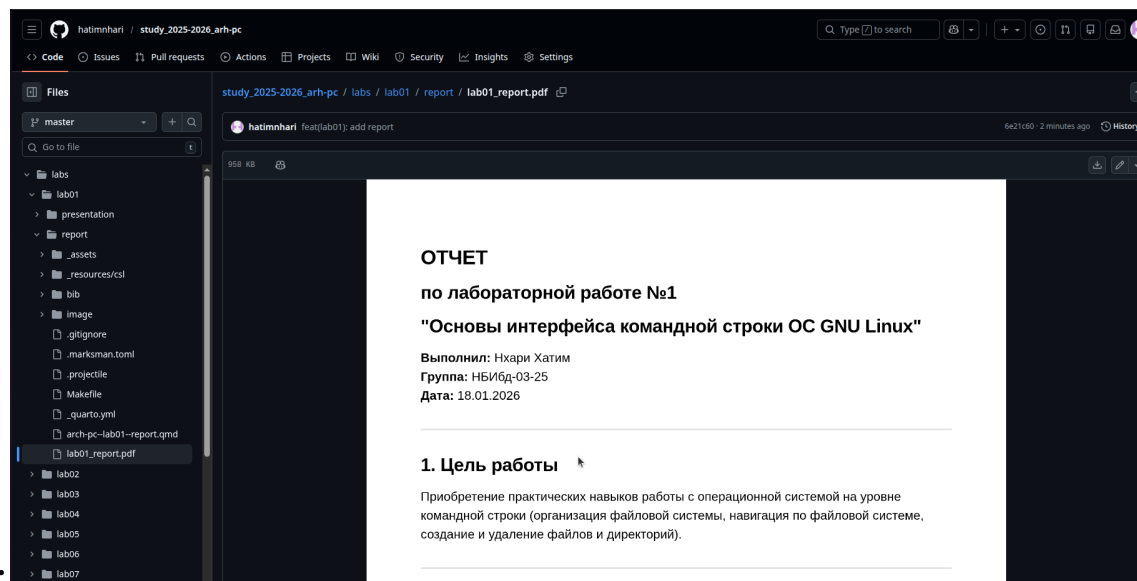 hatimnhari / study_2025-2026_arh-pc
Type / to search
Code
Issues
Pull requests
Actions
Projects
Wiki
Security
Insights
Settings
Files
study_2025-2026_arh-pc / labs / lab01 / report / lab01_report.pdf
master
hatimnhari feat(lab01): add report
6e21c60 · 2 minutes ago
History
Go to file
t
958 KB
labs
lab01
presentation
report
_assets
_resources/csl
bib
image
.gitignore
.marksman.toml
.projectile
Makefile
_quarto.yml
arch-pc--lab01--report.qmd
lab01_report.pdf
lab02
lab03
lab04
lab05
lab06
lab07
ОТЧЕТ
по лабораторной работе №1
"Основы интерфейса командной строки ОС GNU Linux"
Выполнил: Нхари Хатим
Группа: НБИбд-03-25
Дата: 18.01.2026
1. Цель работы
Приобретение практических навыков работы с операционной системой на уровне
командной строки (организация файловой системы, навигация по файловой системе,
создание и удаление файлов и директорий).